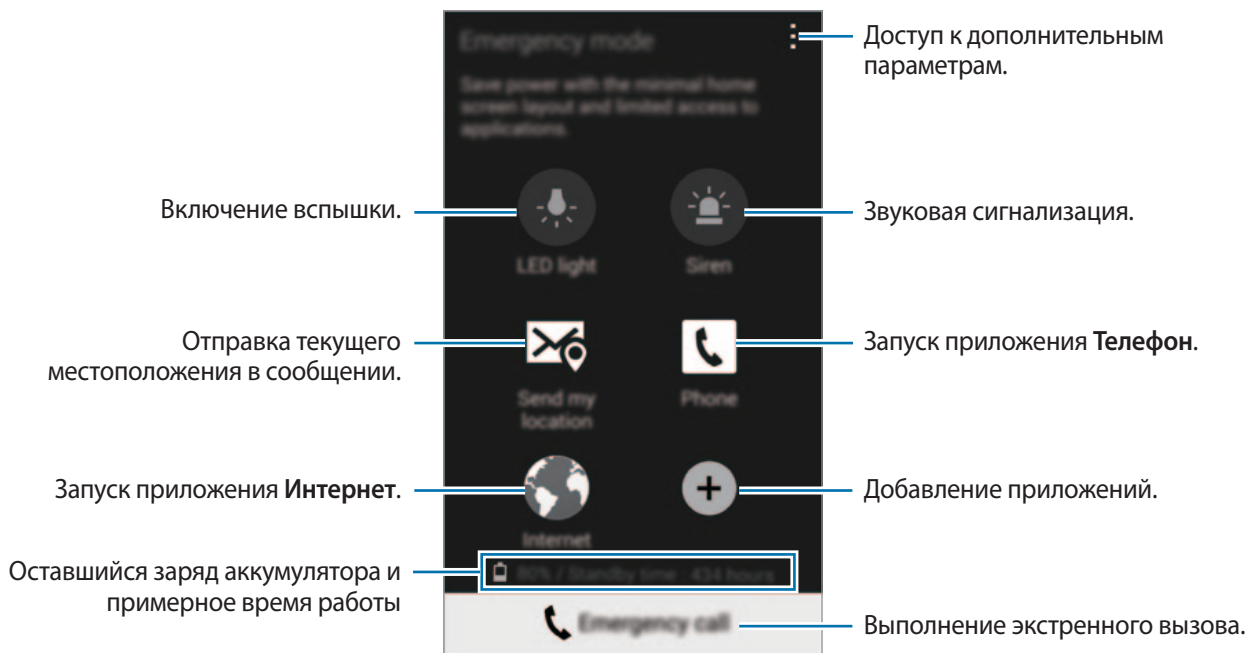 Emergency mode
Доступ к дополнительным
параметрам.
Save power with the minimal home
screen layout and limited access to
applications.
Включение вспышки.
Звуковая сигнализация.
LED light
Siren
Отправка текущего
местоположения в сообщении.
Запуск приложения Телефон.
Send my
location
Phone
Запуск приложения Интернет.
Добавление приложений.
Internet
Оставшийся заряд аккумулятора и
примерное время работы
80% / Standby time : 434 hours
Emergency call
Выполнение экстренного вызова.